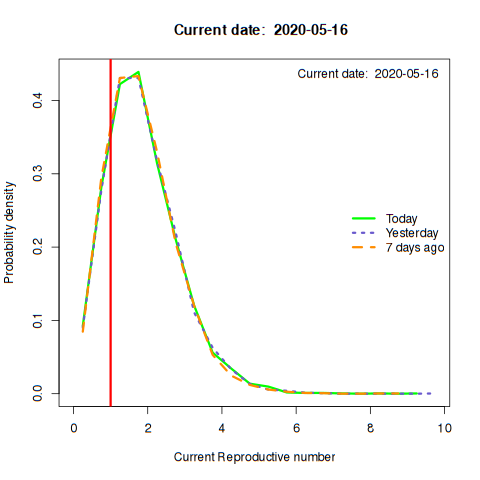 Current date:  2020-05-16
Current date:  2020-05-16
Probability density
0.4
0.3
0.2
0.1
0.0
Today
Yesterday
7 days ago
0 2 4 6 8 10
Current Reproductive number